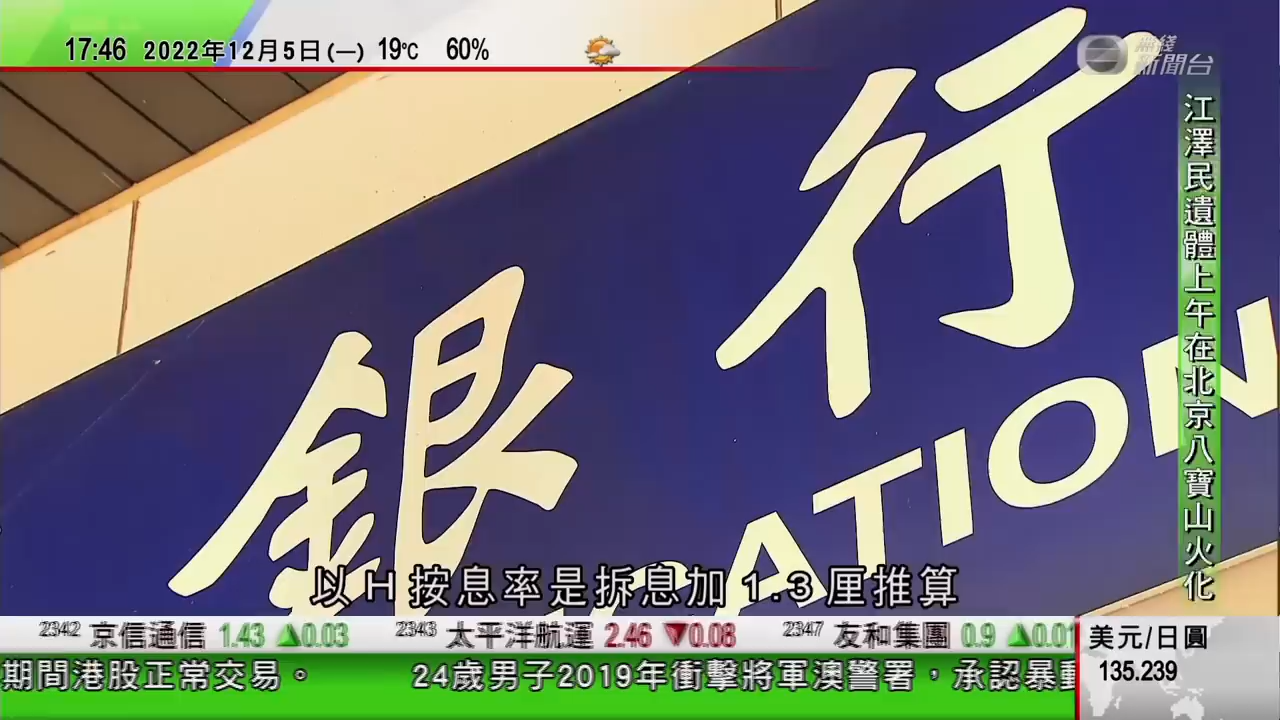 17:46 2022年12月5日(一) 19℃ 60%
無綫
新聞台
江澤民遺體上午在北京八寶山火化
銀行
RATION
以H按息率是拆息加1.3厘推算
2342 京信通信 1.43 ▲0.03 2343 太平洋航運 2.46 ▼0.08 2347 友和集團 0.9 ▲0.01
美元/日圓
135.239
期間港股正常交易。 24歲男子2019年衝擊將軍澳警署，承認暴動